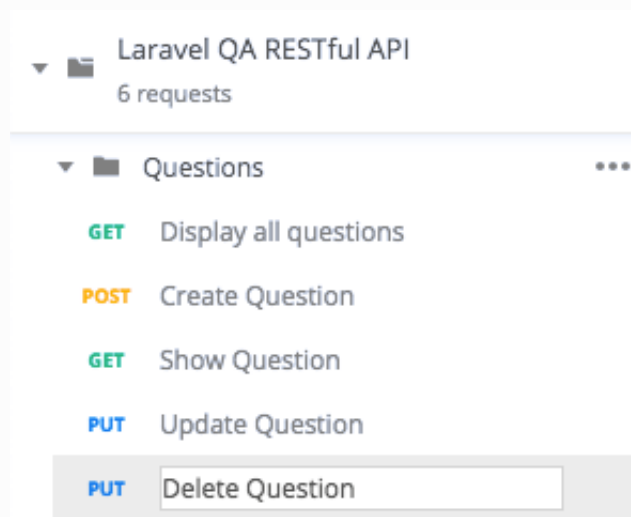 Laravel QA RESTful API
6 requests
Questions
GET Display all questions
POST Create Question
GET Show Question
PUT Update Question
PUT Delete Question